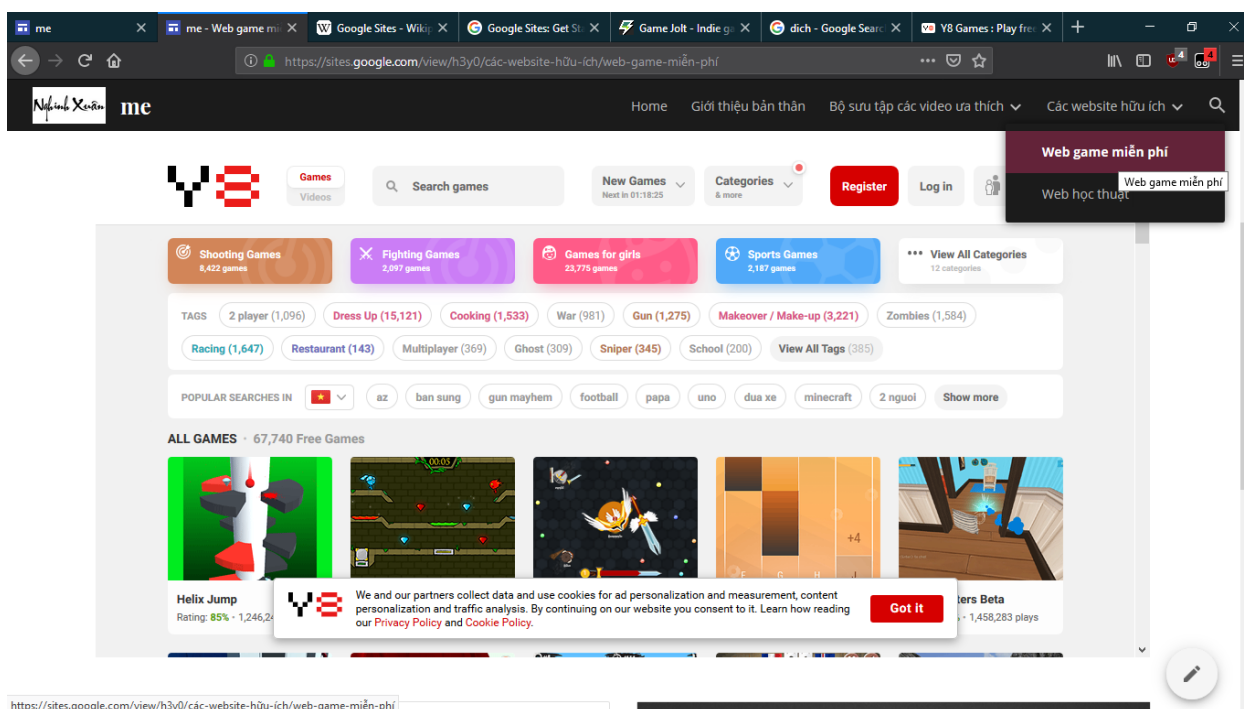 me
me - Web game mi
Google Sites - Wikip
Google Sites: Get St
Game Jolt - Indie ga
dich - Google Searc
Y8 Games : Play free
https://sites.google.com/view/h3y0/các-website-hữu-ích/web-game-miễn-phí
4
4
Nghinh Xuân
me
Home Giới thiệu bản thân Bộ sưu tập các video ưa thích Các website hữu ích
Web game miễn phí
Web game miễn phí
Web học thuật
Y8
Games
Videos
Search games
New Games
Next in 01:18:25
Categories
& more
Register
Log in
Shooting Games
8,422 games
Fighting Games
2,097 games
Games for girls
23,775 games
Sports Games
2,187 games
View All Categories
12 categories
TAGS 2 player (1,096) Dress Up (15,121) Cooking (1,533) War (981) Gun (1,275) Makeover / Make-up (3,221) Zombies (1,584)
Racing (1,647) Restaurant (143) Multiplayer (369) Ghost (309) Sniper (345) School (200) View All Tags (385)
POPULAR SEARCHES IN az ban sung gun mayhem football papa uno dua xe minecraft 2 nguoi Show more
ALL GAMES · 67,740 Free Games
00:05
+4
F G H J
Helix Jump
Rating: 85% · 1,246,24
ters Beta
· 1,458,283 plays
Y8
We and our partners collect data and use cookies for ad personalization and measurement, content
personalization and traffic analysis. By continuing on our website you consent to it. Learn how reading
our Privacy Policy and Cookie Policy.
Got it
https://sites.google.com/view/h3y0/các-website-hữu-ích/web-game-miễn-phí